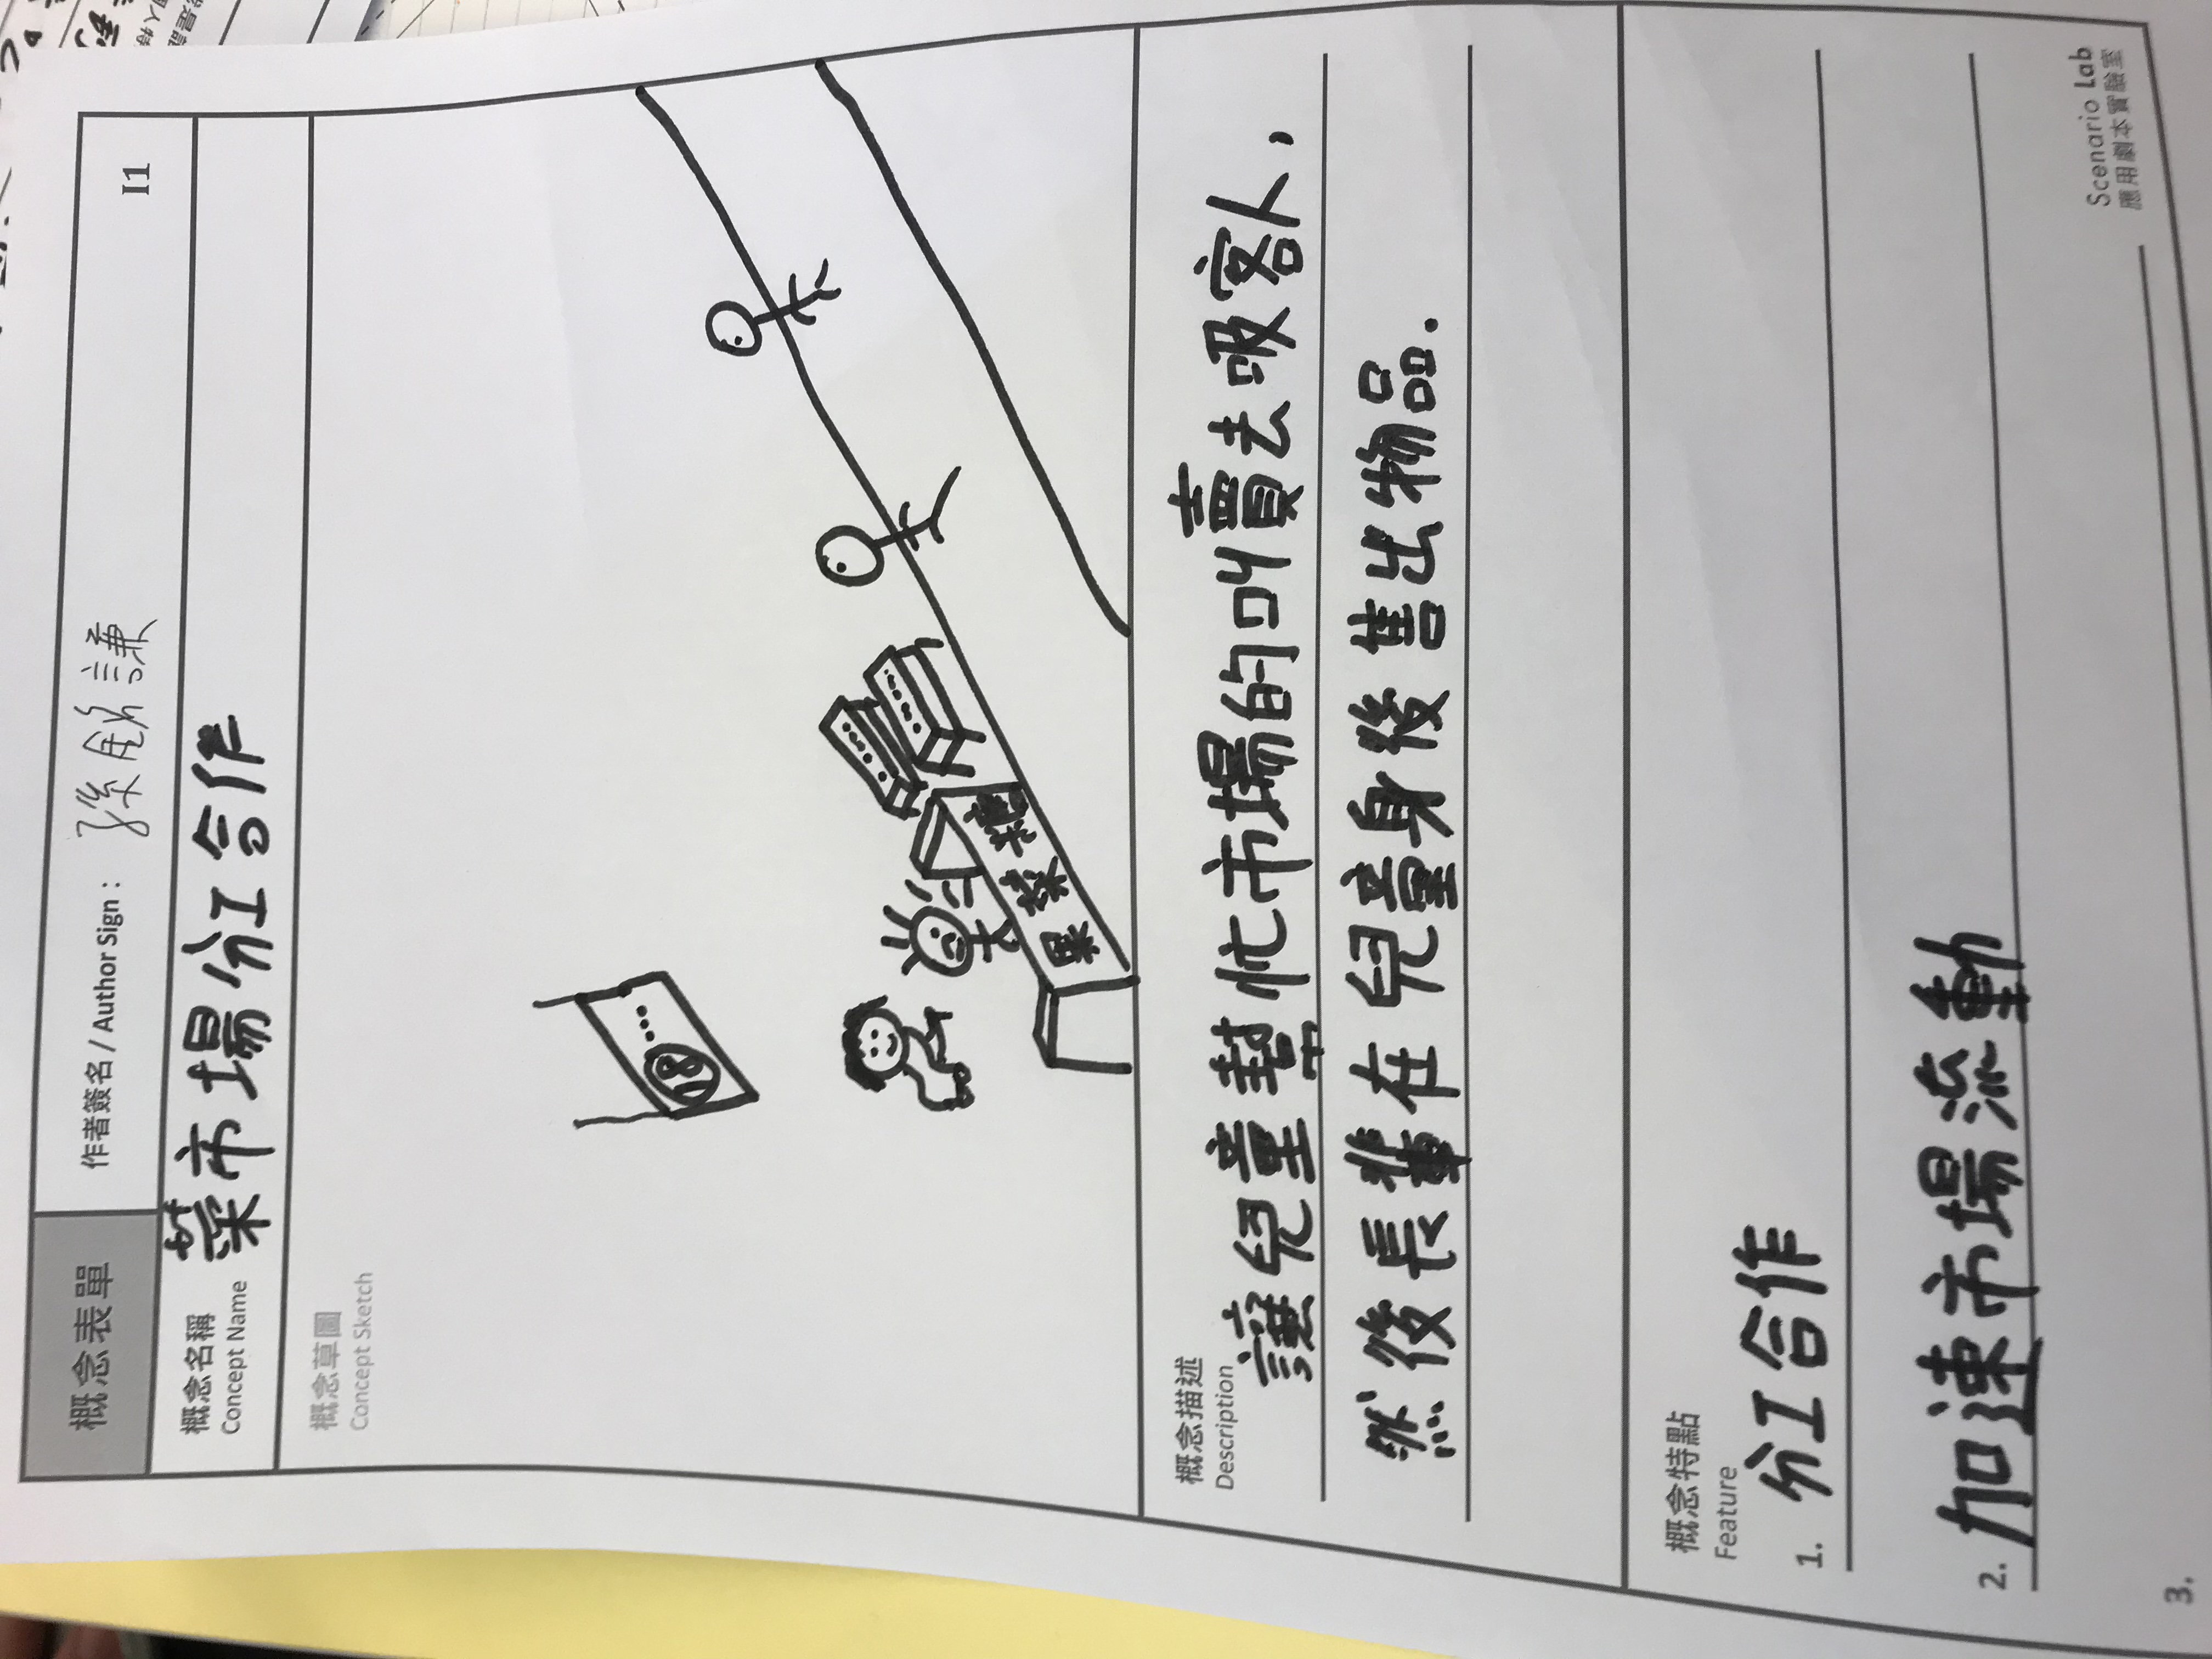 概念表單
作者簽名 / Author Sign：孫銘謙
I1
概念名稱
Concept Name
菜市場分工合作
概念草圖
Concept Sketch
18
果菜糖
概念描述
Description
讓兒童幫忙市場的叫賣去吸客人，
然後長輩在兒童身後售出物品.
概念特點
Feature
1. 分工合作
2. 加速市場流動
3.
Scenario Lab
應用劇本實驗室